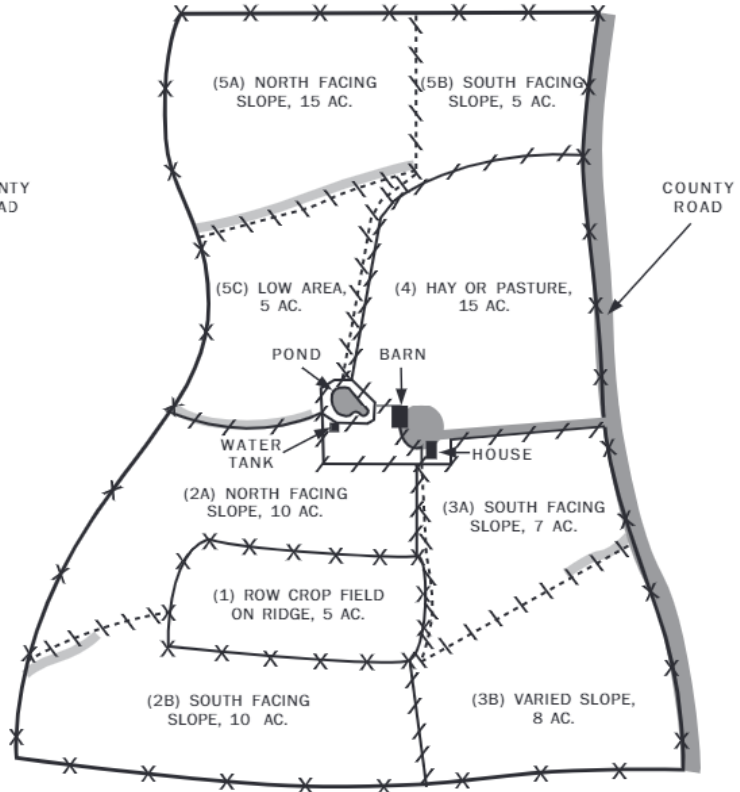 (5A) NORTH FACING
SLOPE, 15 AC.
(5B) SOUTH FACING
SLOPE, 5 AC.
NTY
AD
COUNTY
ROAD
(5C) LOW AREA,
5 AC.
(4) HAY OR PASTURE,
15 AC.
POND
BARN
WATER
TANK
HOUSE
(2A) NORTH FACING
SLOPE, 10 AC.
(3A) SOUTH FACING
SLOPE, 7 AC.
(1) ROW CROP FIELD
ON RIDGE, 5 AC.
(2B) SOUTH FACING
SLOPE, 10 AC.
(3B) VARIED SLOPE,
8 AC.